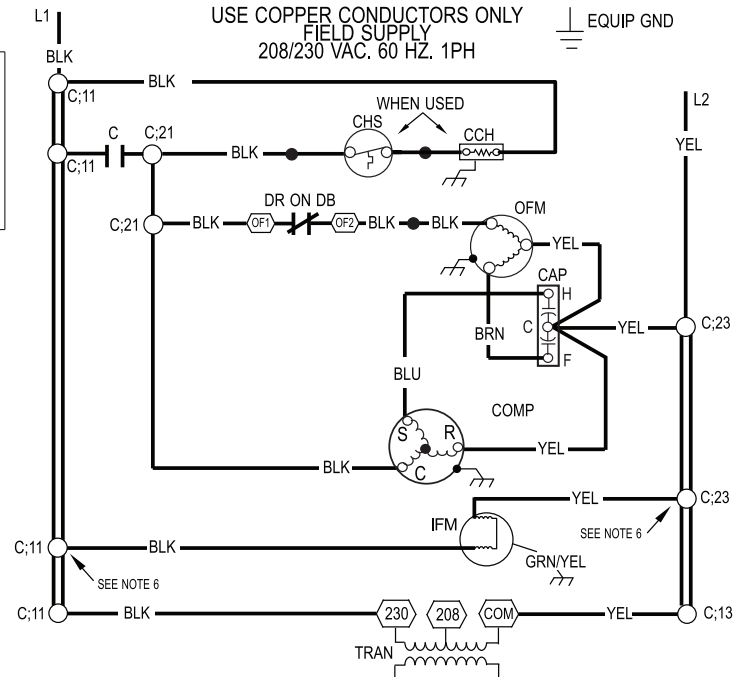 L1
USE COPPER CONDUCTORS ONLY
FIELD SUPPLY
208/230 VAC. 60 HZ. 1PH
EQUIP GND
BLK
C;11
BLK
WHEN USED
L2
C
C;21
CHS
CCH
C;11
BLK
YEL
DR ON DB
OFM
C;21
BLK
OF1
OF2
BLK
BLK
YEL
CAP
H
BRN
C
YEL
C;23
F
BLU
COMP
S
R
YEL
BLK
C
YEL
C;23
IFM
SEE NOTE 6
C;11
BLK
GRN/YEL
SEE NOTE 6
C;11
BLK
230
208
COM
YEL
C;13
TRAN